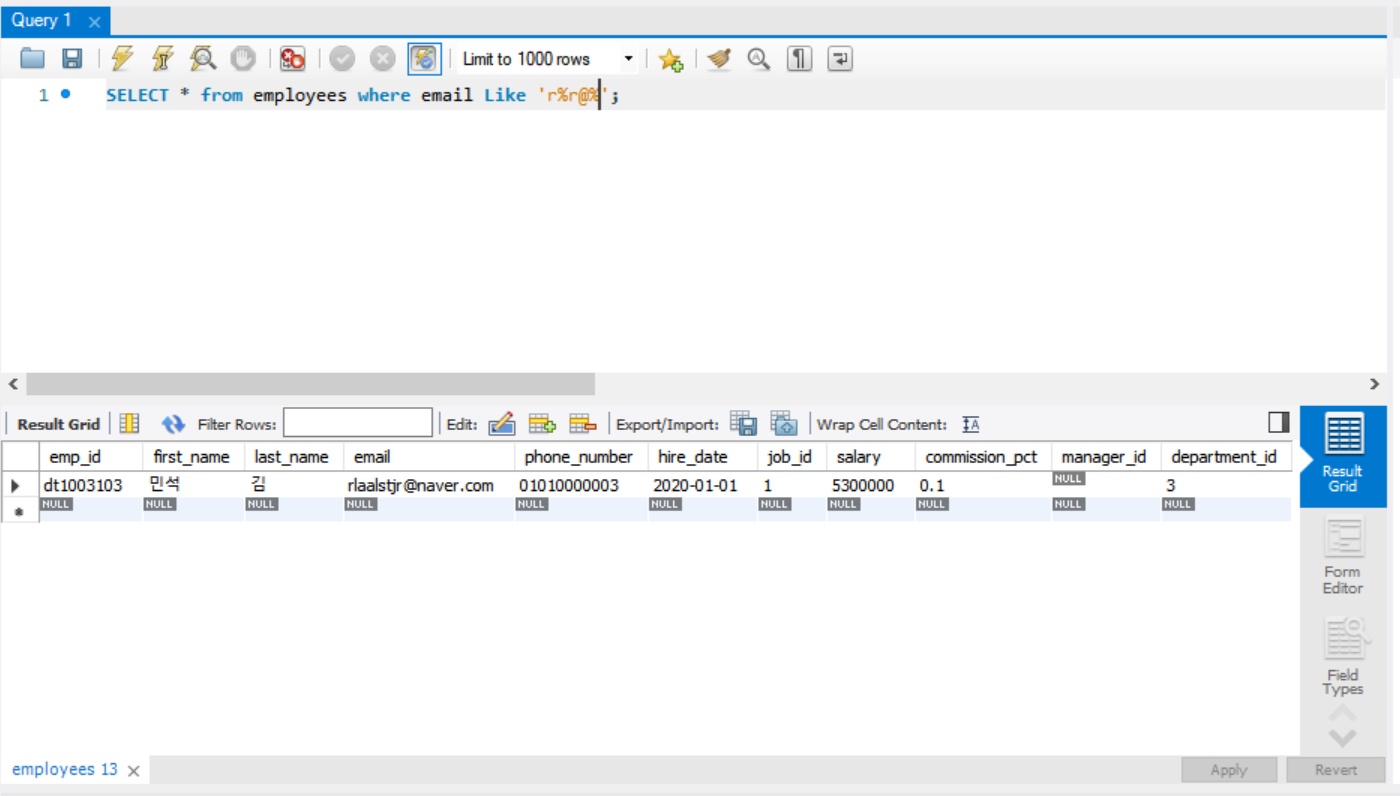 Query 1
Limit to 1000 rows
1 SELECT * from employees where email Like 'r%r@%';
Result Grid Filter Rows: Edit: Export/Import: Wrap Cell Content:
emp_id first_name last_name email phone_number hire_date job_id salary commission_pct manager_id department_id
dt1003103 민석 김 rlaalstjr@naver.com 01010000003 2020-01-01 1 5300000 0.1 NULL 3
NULL NULL NULL NULL NULL NULL NULL NULL NULL NULL NULL
Result
Grid
Form
Editor
Field
Types
employees 13
Apply Revert